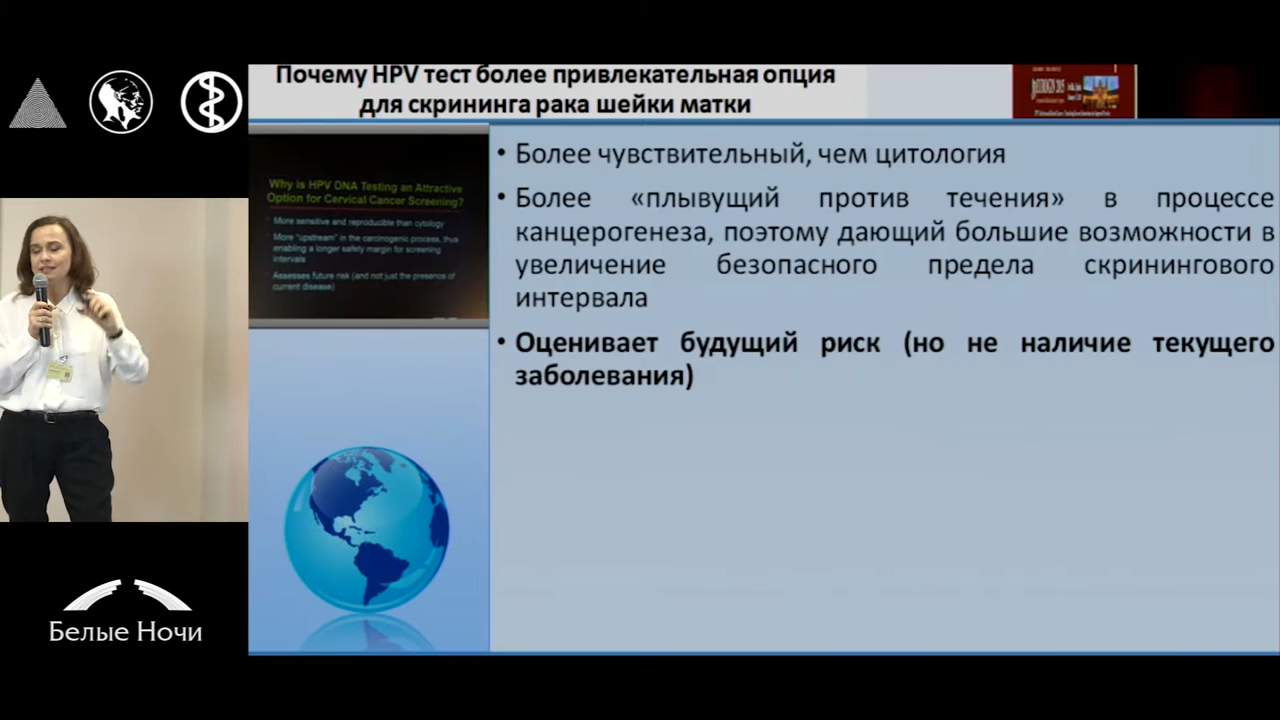 Почему HPV тест более привлекательная опция
для скрининга рака шейки матки
EUROGIN 2015
Why is HPV DNA Testing an Attractive
Option for Cervical Cancer Screening?
More sensitive and reproducible than cytology
More "upstream" in the carcinogenic process, thus
enabling a longer safety margin for screening
intervals
Assesses future risk (and not just the presence of
current disease)
• Более чувствительный, чем цитология
• Более «плывущий против течения» в процессе
канцерогенеза, поэтому дающий большие возможности в
увеличение безопасного предела скринингового
интервала
• Оценивает будущий риск (но не наличие текущего
заболевания)
Белые Ночи